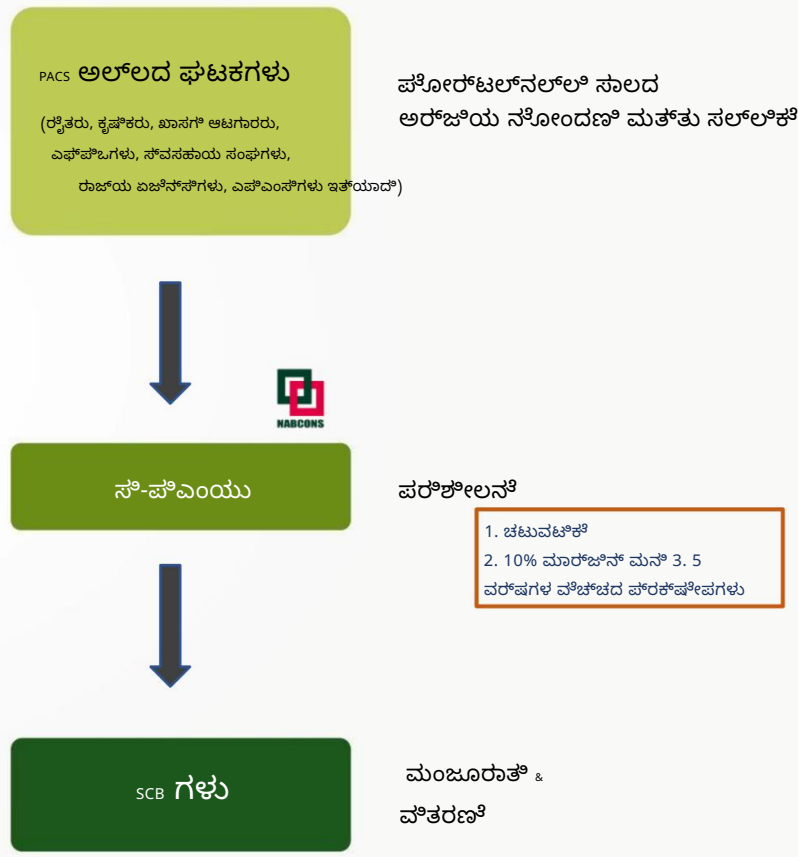 PACS ಅಲ್ಲದ ಘಟಕಗಳು
(ರೈತರು, ಕೃಷಿಕರು, ಖಾಸಗಿ ಆಟಗಾರರು,
ಎಫ್‌ಪಿಒಗಳು, ಸ್ವಸಹಾಯ ಸಂಘಗಳು,
ರಾಜ್ಯ ಏಜೆನ್ಸಿಗಳು, ಎಪಿಎಂಸಿಗಳು ಇತ್ಯಾದಿ)
ಪೋರ್ಟಲ್‌ನಲ್ಲಿ ಸಾಲದ
ಅರ್ಜಿಯ ನೋಂದಣಿ ಮತ್ತು ಸಲ್ಲಿಕೆ
NABCONS
ಸಿ-ಪಿಎಂಯು
ಪರಿಶೀಲನೆ
1. ಚಟುವಟಿಕೆ
2. 10% ಮಾರ್ಜಿನ್ ಮನಿ 3. 5
ವರ್ಷಗಳ ವೆಚ್ಚದ ಪ್ರಕ್ಷೇಪಗಳು
SCB ಗಳು
ಮಂಜೂರಾತಿ &
ವಿತರಣೆ